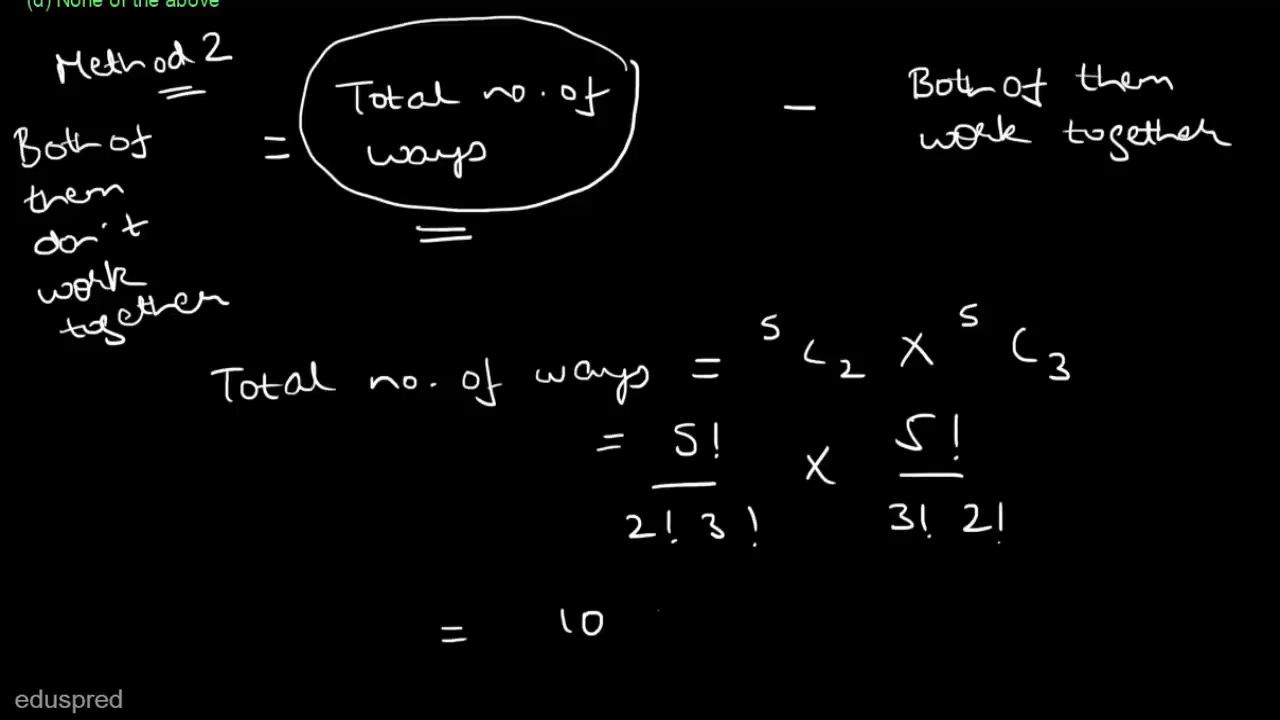 (d) None of the above
Method 2
Both of them don't work together = Total no. of ways - Both of them work together
Total no. of ways = ⁵C₂ X ⁵C₃
= 5!/2! 3! X 5!/3! 2!
= 10
eduspred